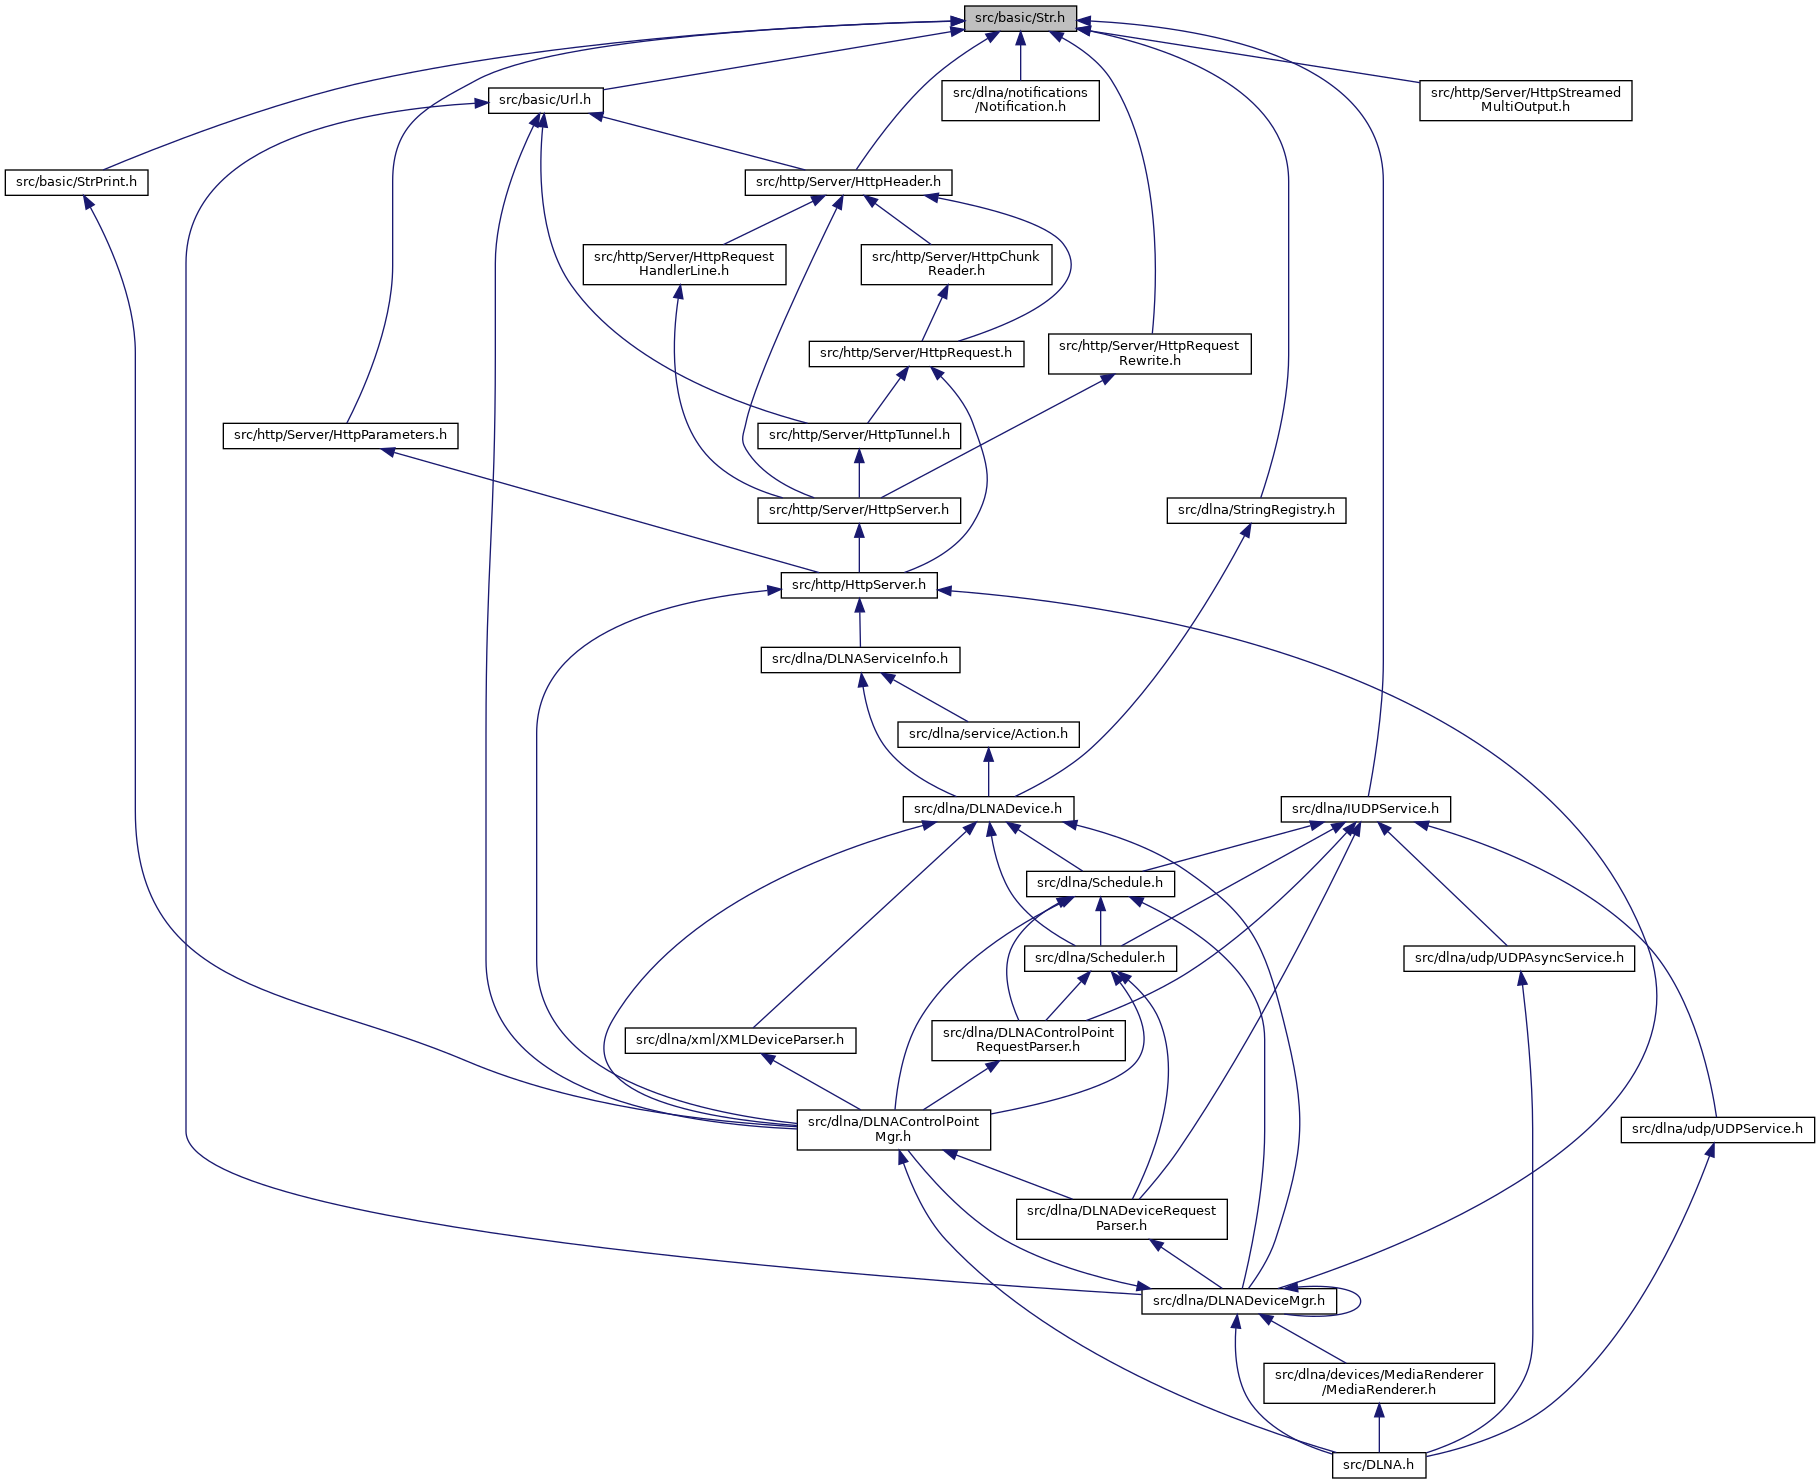 src/basic/Str.h
src/basic/Url.h
src/dlna/notifications
/Notification.h
src/http/Server/HttpStreamed
MultiOutput.h
src/basic/StrPrint.h
src/http/Server/HttpHeader.h
src/http/Server/HttpRequest
HandlerLine.h
src/http/Server/HttpChunk
Reader.h
src/http/Server/HttpRequest.h
src/http/Server/HttpRequest
Rewrite.h
src/http/Server/HttpParameters.h
src/http/Server/HttpTunnel.h
src/http/Server/HttpServer.h
src/dlna/StringRegistry.h
src/http/HttpServer.h
src/dlna/DLNAServiceInfo.h
src/dlna/service/Action.h
src/dlna/DLNADevice.h
src/dlna/IUDPService.h
src/dlna/Schedule.h
src/dlna/Scheduler.h
src/dlna/udp/UDPAsyncService.h
src/dlna/xml/XMLDeviceParser.h
src/dlna/DLNAControlPoint
RequestParser.h
src/dlna/DLNAControlPoint
Mgr.h
src/dlna/udp/UDPService.h
src/dlna/DLNADeviceRequest
Parser.h
src/dlna/DLNADeviceMgr.h
src/dlna/devices/MediaRenderer
/MediaRenderer.h
src/DLNA.h